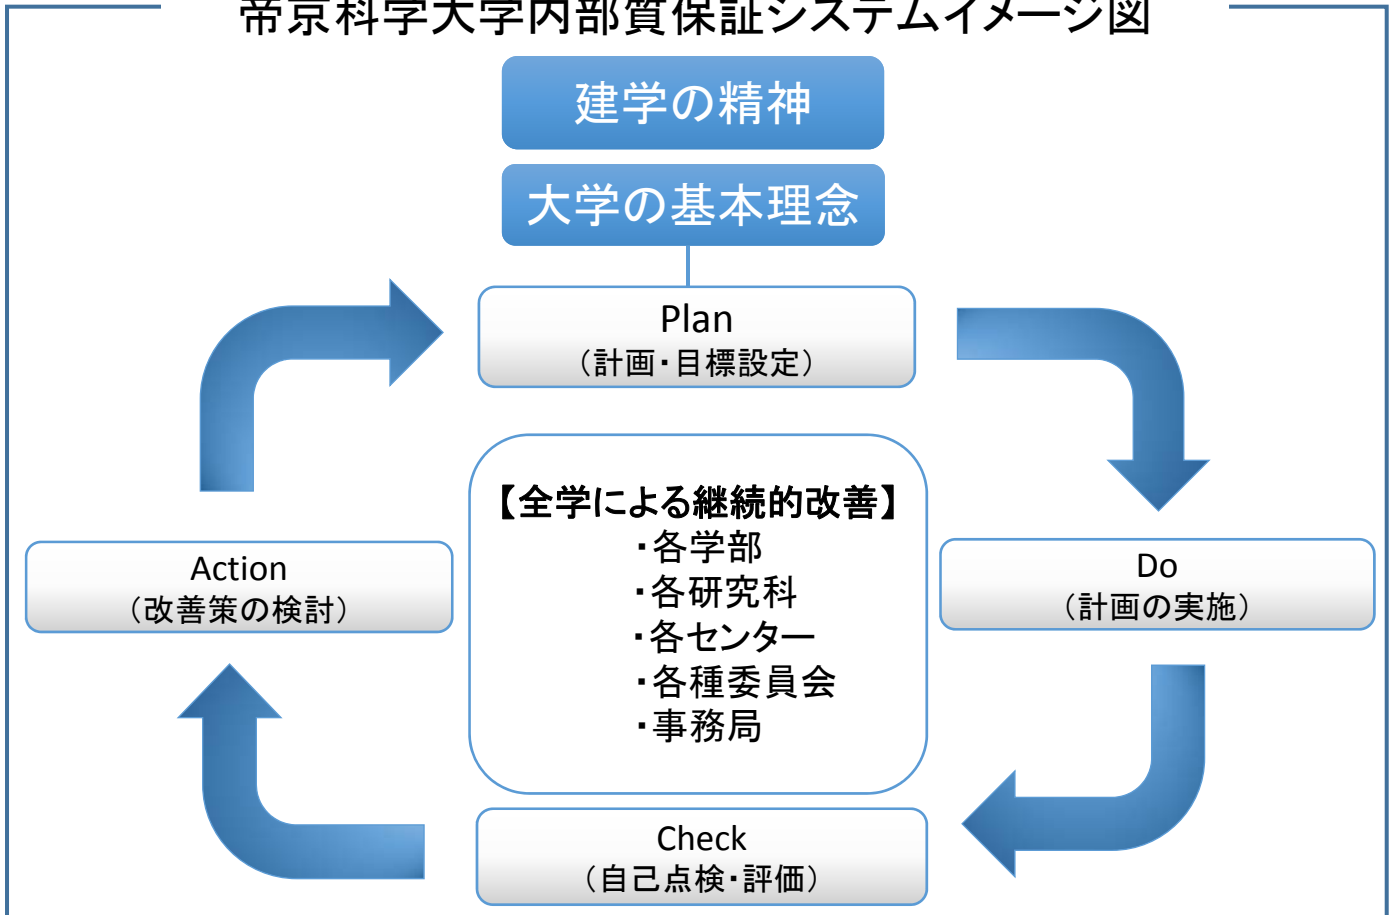 帝京科学大学内部質保証システムイメージ図
建学の精神
大学の基本理念
Plan
（計画・目標設定）
【全学による継続的改善】
・各学部
・各研究科
・各センター
・各種委員会
・事務局
Action
（改善策の検討）
Do
（計画の実施）
Check
（自己点検・評価）